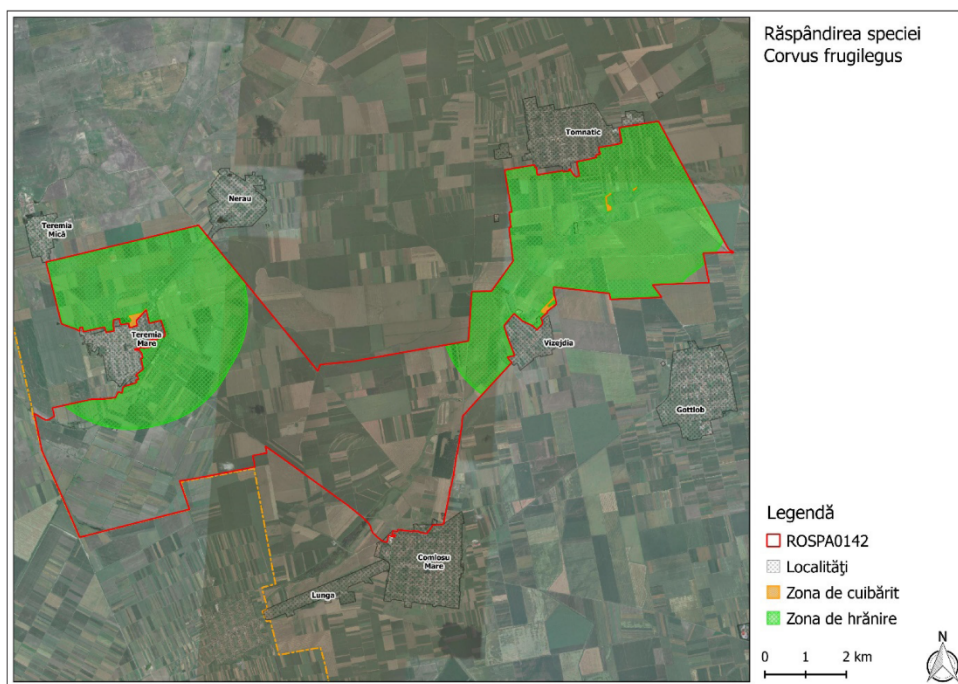 Răspândirea speciei
Corvus frugilegus
Tomnatic
Nerau
Teremia
Mică
Teremia
Mare
Vizejdia
Gottlob
Comlosu
Mare
Lunga
Legendă
ROSPA0142
Localităţi
Zona de cuibărit
Zona de hrănire
N
0 1 2 km